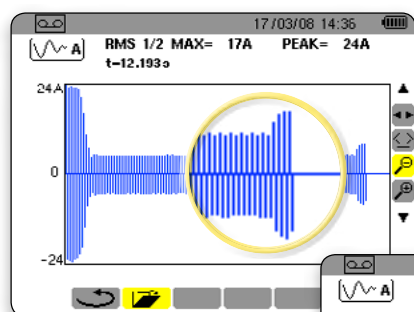 17/03/08 14:36
A RMS 1/2 MAX= 17A PEAK= 24A
t=12.193s
24A
0
-24
A